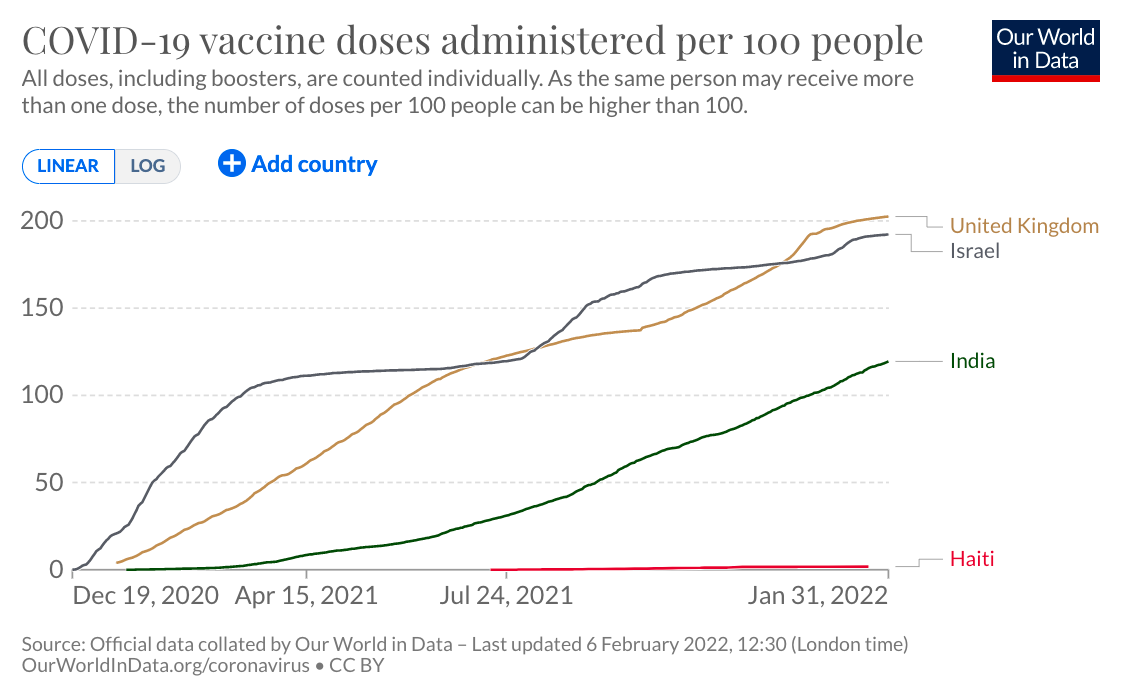 COVID-19 vaccine doses administered per 100 people
Our World
in Data
All doses, including boosters, are counted individually. As the same person may receive more
than one dose, the number of doses per 100 people can be higher than 100.
LINEAR
LOG
Add country
200
150
100
50
0
United Kingdom
Israel
India
Haiti
Dec 19, 2020
Apr 15, 2021
Jul 24, 2021
Jan 31, 2022
Source: Official data collated by Our World in Data – Last updated 6 February 2022, 12:30 (London time)
OurWorldInData.org/coronavirus • CC BY